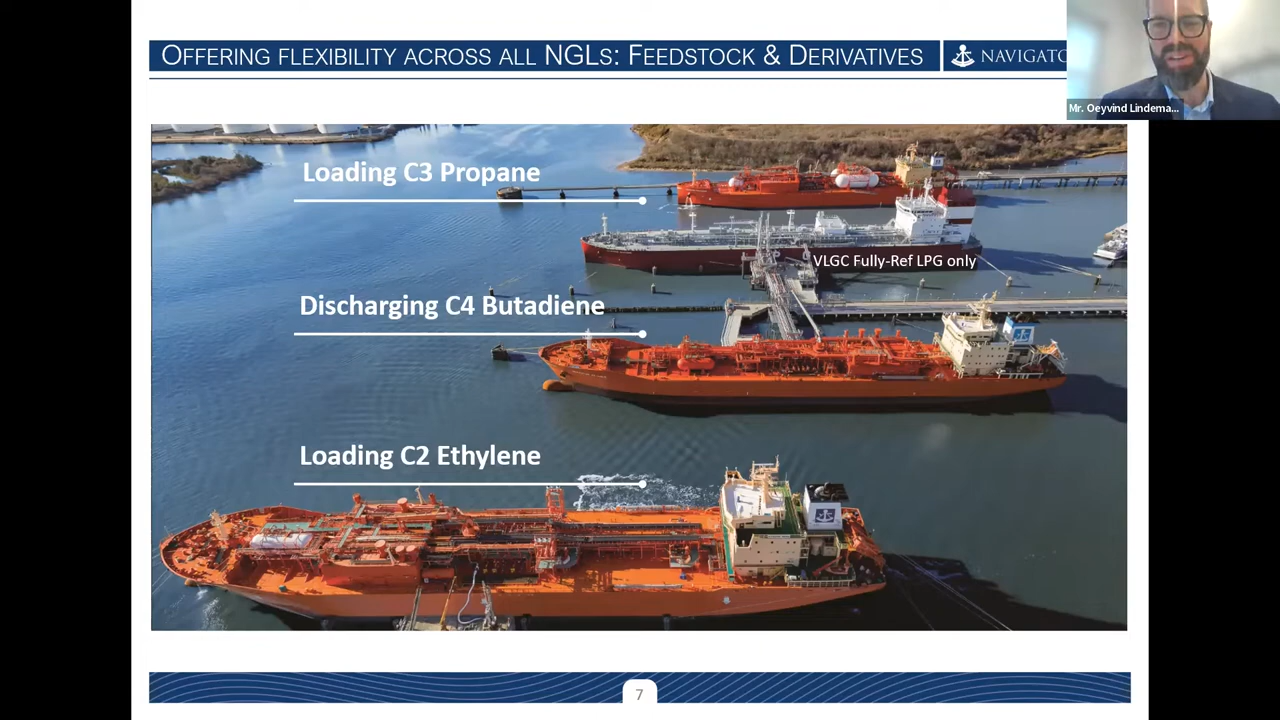 OFFERING FLEXIBILITY ACROSS ALL NGLS: FEEDSTOCK & DERIVATIVES
NAVIGATO
Mr. Oeyvind Lindema...
Loading C3 Propane
VLGC Fully-Ref LPG only
Discharging C4 Butadiene
Loading C2 Ethylene
7